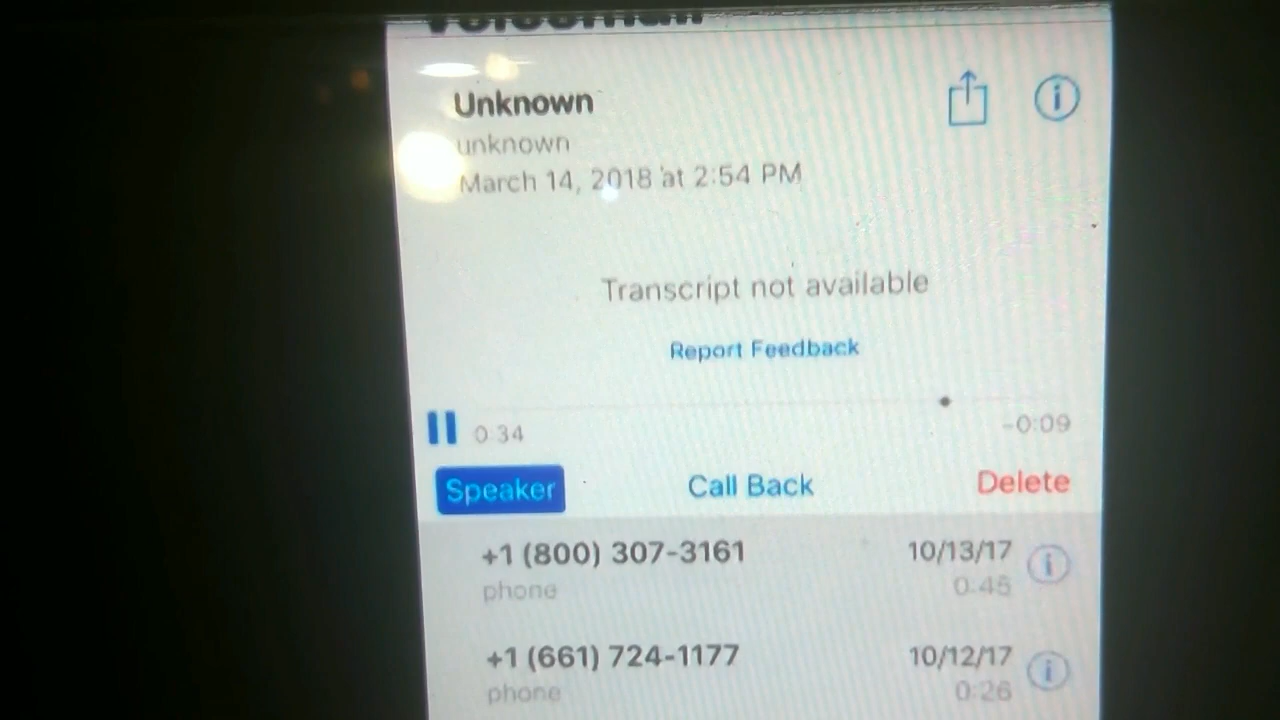 Voicemail
Unknown
unknown
March 14, 2018 at 2:54 PM
Transcript not available
Report Feedback
0:34 -0:09
Speaker Call Back Delete
+1 (800) 307-3161 10/13/17
phone 0:45
+1 (661) 724-1177 10/12/17
phone 0:26